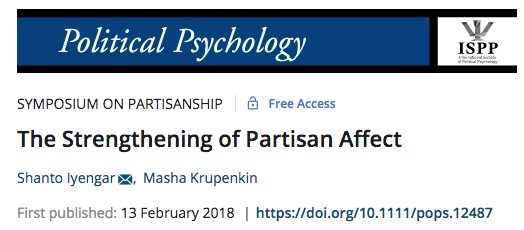 Political Psychology
ISPP
International Society
of Political Psychology
SYMPOSIUM ON PARTISANSHIP Free Access
The Strengthening of Partisan Affect
Shanto Iyengar, Masha Krupenkin
First published: 13 February 2018 | https://doi.org/10.1111/pops.12487